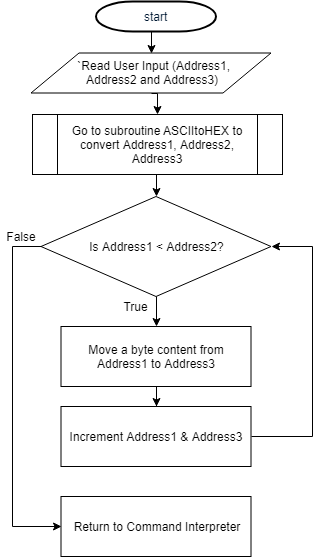 start
`Read User Input (Address1,
Address2 and Address3)
Go to subroutine ASCIItoHEX to
convert Address1, Address2,
Address3
False
Is Address1 < Address2?
True
Move a byte content from
Address1 to Address3
Increment Address1 & Address3
Return to Command Interpreter